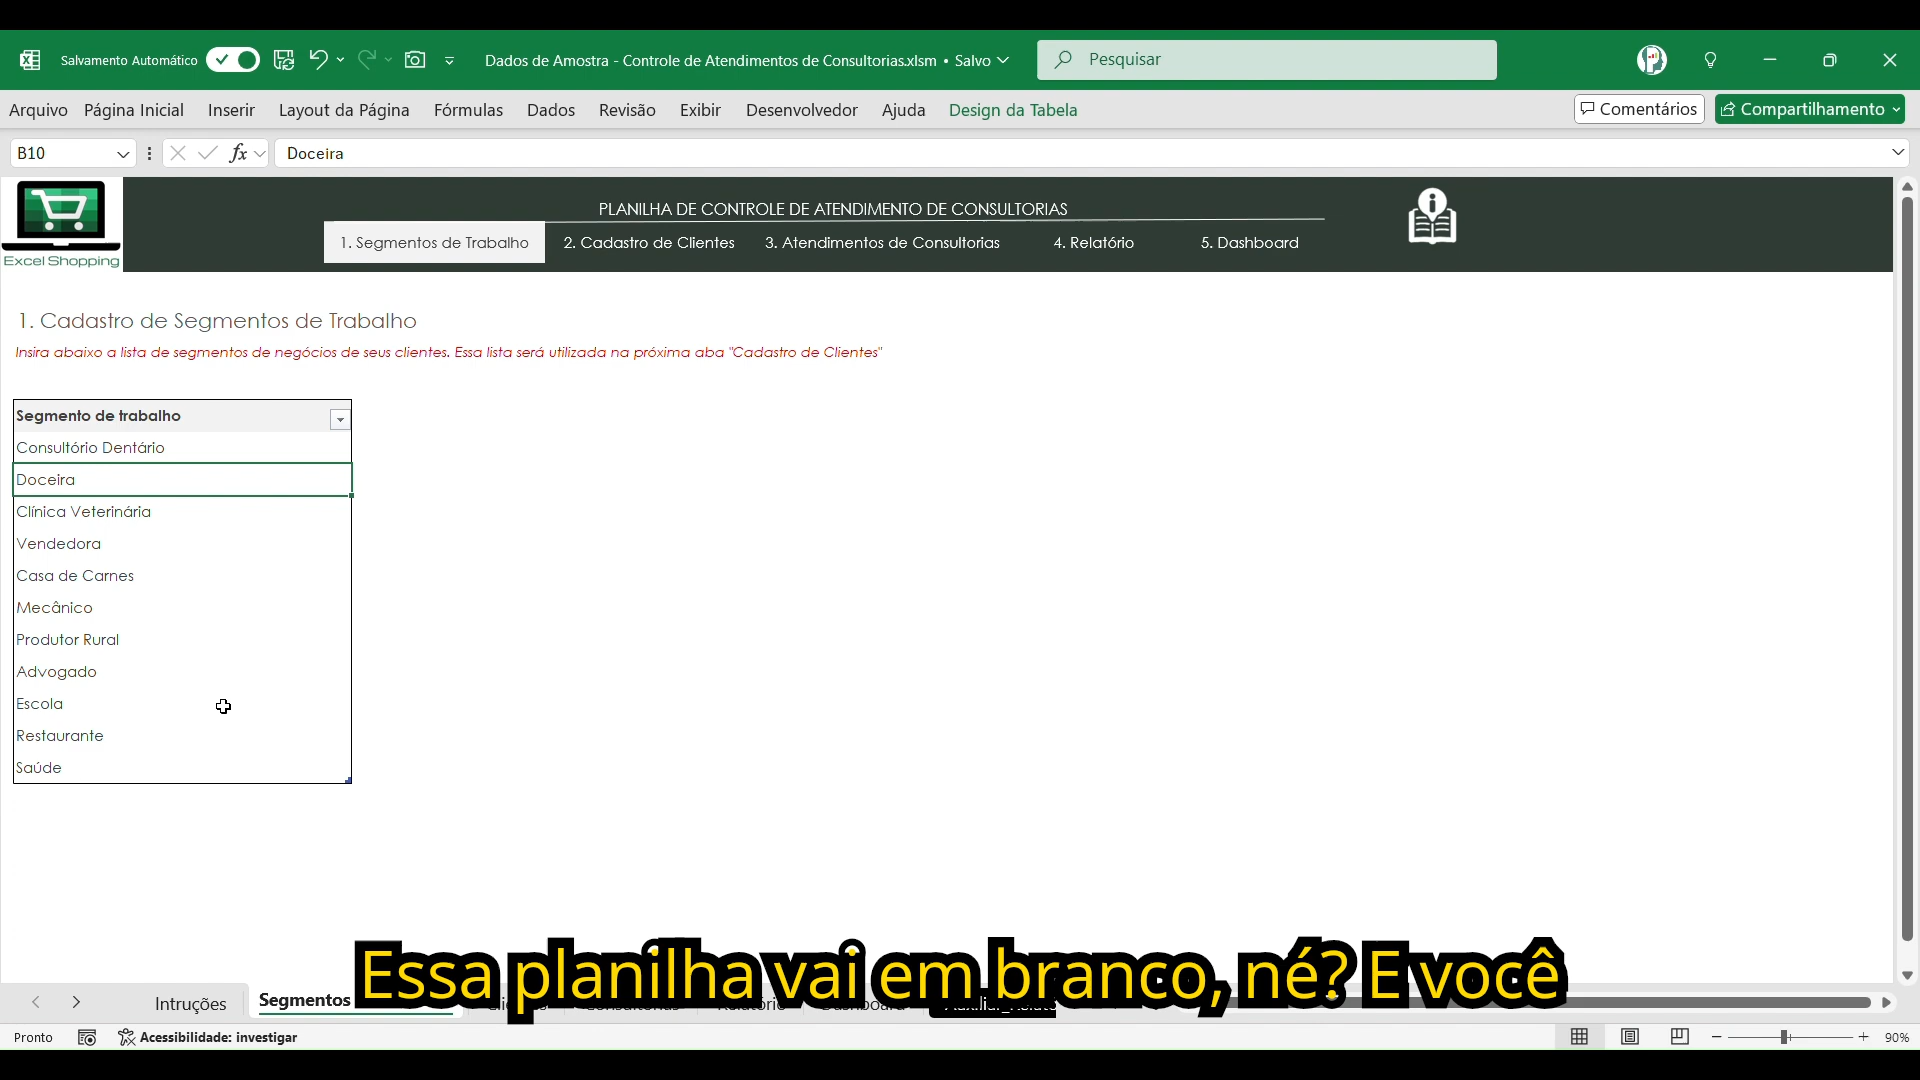 Salvamento Automático
Dados de Amostra - Controle de Atendimentos de Consultorias.xlsm • Salvo
Pesquisar
Arquivo Página Inicial Inserir Layout da Página Fórmulas Dados Revisão Exibir Desenvolvedor Ajuda Design da Tabela
Comentários Compartilhamento
B10 fx Doceira
Excel Shopping
PLANILHA DE CONTROLE DE ATENDIMENTO DE CONSULTORIAS
1. Segmentos de Trabalho 2. Cadastro de Clientes 3. Atendimentos de Consultorias 4. Relatório 5. Dashboard
1. Cadastro de Segmentos de Trabalho
Insira abaixo a lista de segmentos de negócios de seus clientes. Essa lista será utilizada na próxima aba "Cadastro de Clientes"
Segmento de trabalho
Consultório Dentário
Doceira
Clínica Veterinária
Vendedora
Casa de Carnes
Mecânico
Produtor Rural
Advogado
Escola
Restaurante
Saúde
Essa planilha vai em branco, né? E você
Intruções Segmentos
Pronto Acessibilidade: investigar
90%